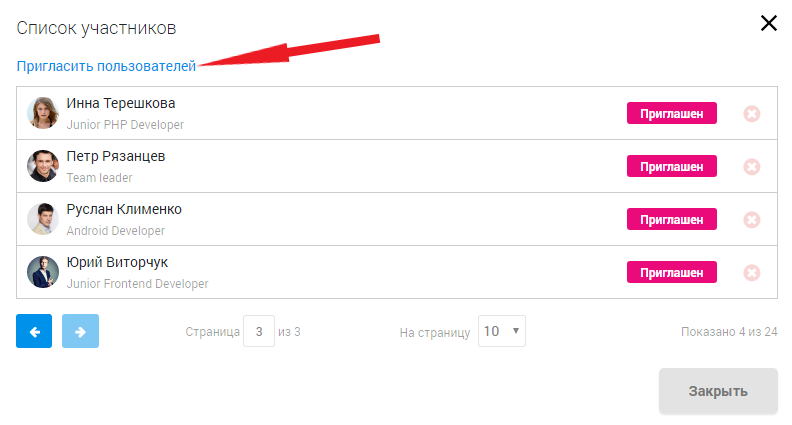 Список участников
Пригласить пользователей
Инна Терешкова
Junior PHP Developer
Приглашен
Петр Рязанцев
Team leader
Приглашен
Руслан Клименко
Android Developer
Приглашен
Юрий Виторчук
Junior Frontend Developer
Приглашен
Страница 3 из 3 На страницу 10 Показано 4 из 24
Закрыть